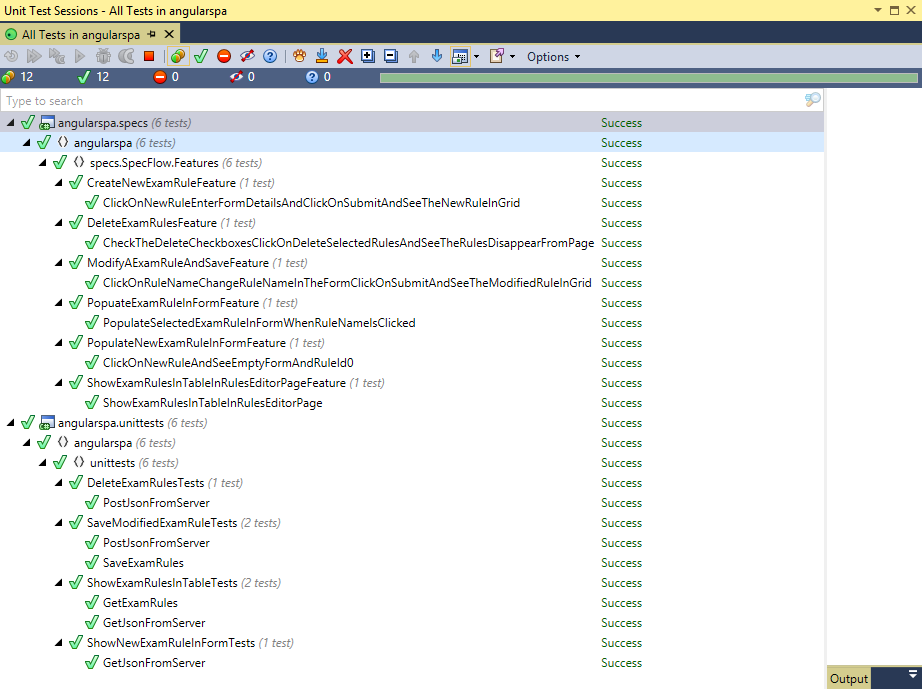 Unit Test Sessions - All Tests in angularspa
All Tests in angularspa
Options
12 12 0 0 0
Type to search
angularspa.specs (6 tests) Success
angularspa (6 tests) Success
specs.SpecFlow.Features (6 tests) Success
CreateNewExamRuleFeature (1 test) Success
ClickOnNewRuleEnterFormDetailsAndClickOnSubmitAndSeeTheNewRuleInGrid Success
DeleteExamRulesFeature (1 test) Success
CheckTheDeleteCheckboxesClickOnDeleteSelectedRulesAndSeeTheRulesDisappearFromPage Success
ModifyAExamRuleAndSaveFeature (1 test) Success
ClickOnRuleNameChangeRuleNameInTheFormClickOnSubmitAndSeeTheModifiedRuleInGrid Success
PopuateExamRuleInFormFeature (1 test) Success
PopulateSelectedExamRuleInFormWhenRuleNameIsClicked Success
PopulateNewExamRuleInFormFeature (1 test) Success
ClickOnNewRuleAndSeeEmptyFormAndRuleId0 Success
ShowExamRulesInTableInRulesEditorPageFeature (1 test) Success
ShowExamRulesInTableInRulesEditorPage Success
angularspa.unittests (6 tests) Success
angularspa (6 tests) Success
unittests (6 tests) Success
DeleteExamRulesTests (1 test) Success
PostJsonFromServer Success
SaveModifiedExamRuleTests (2 tests) Success
PostJsonFromServer Success
SaveExamRules Success
ShowExamRulesInTableTests (2 tests) Success
GetExamRules Success
GetJsonFromServer Success
ShowNewExamRuleInFormTests (1 test) Success
GetJsonFromServer Success
Output